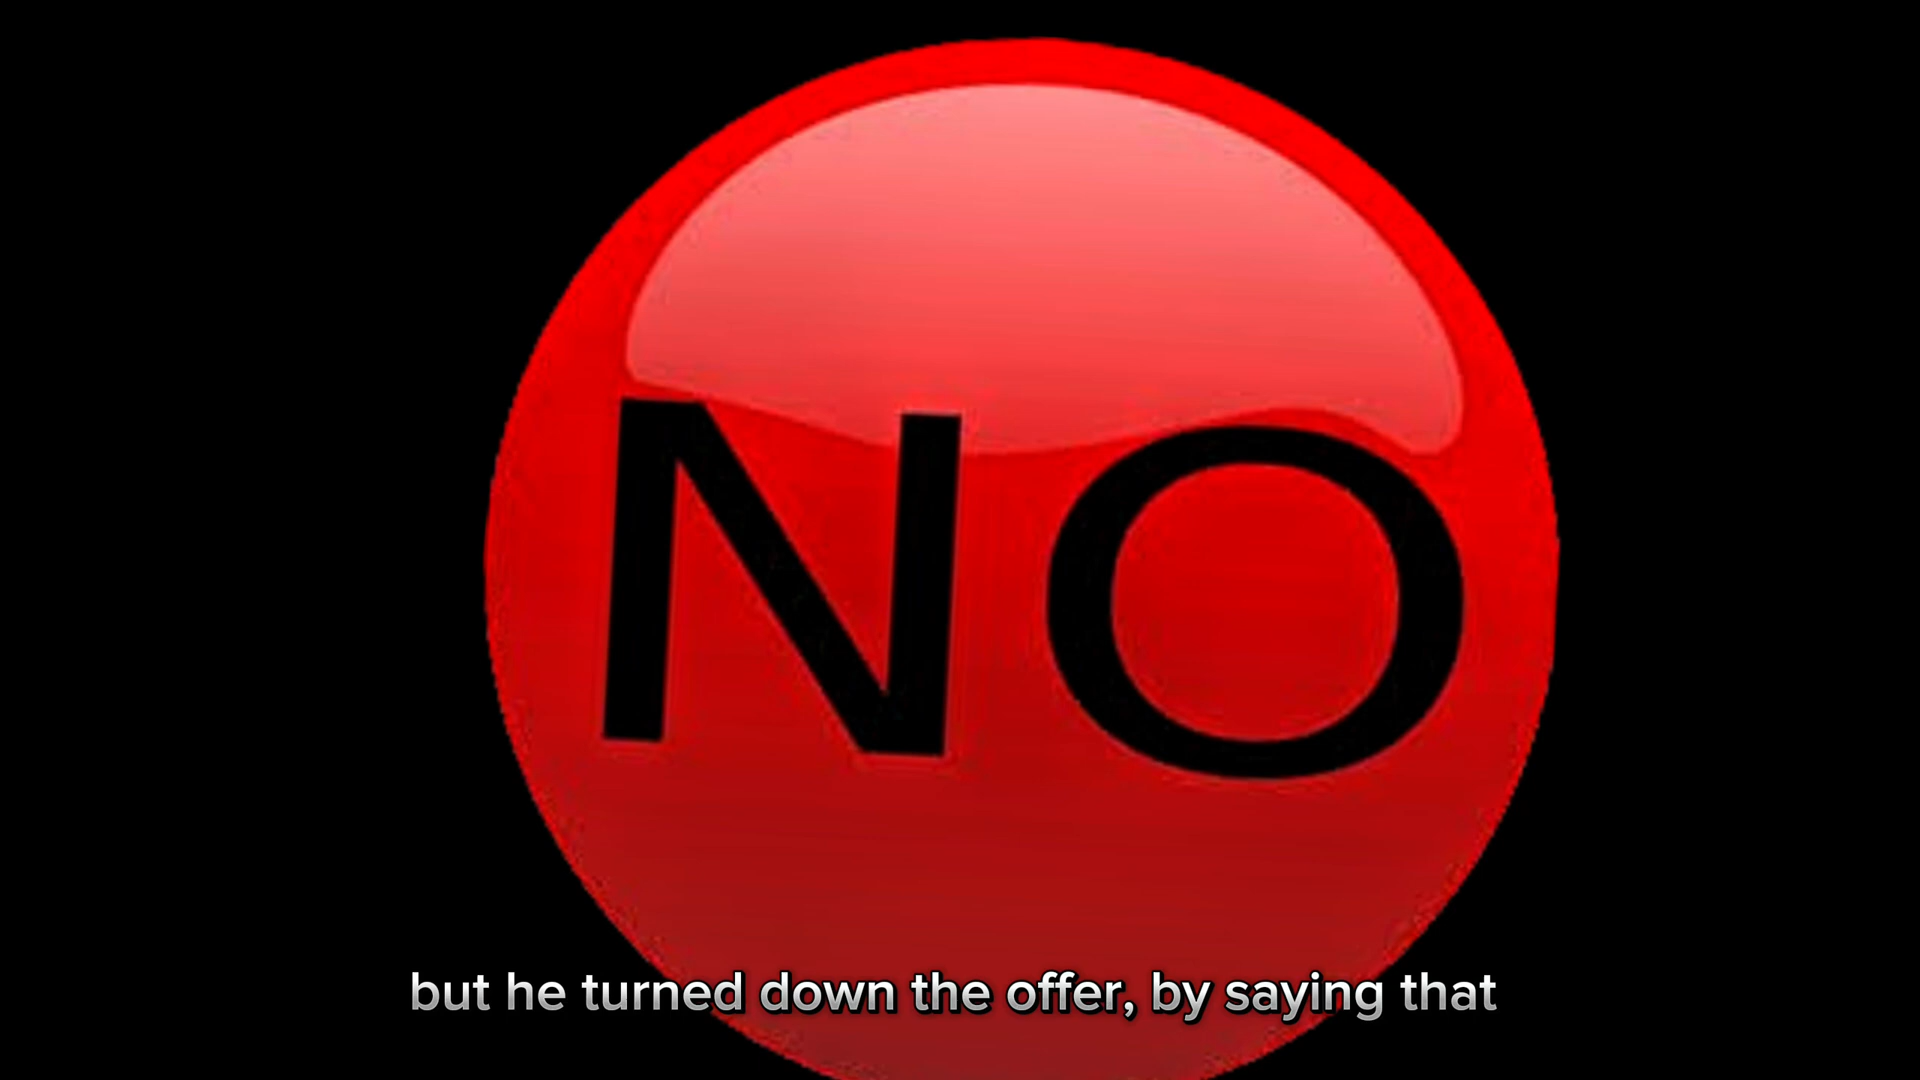 NO
but he turned down the offer, by saying that